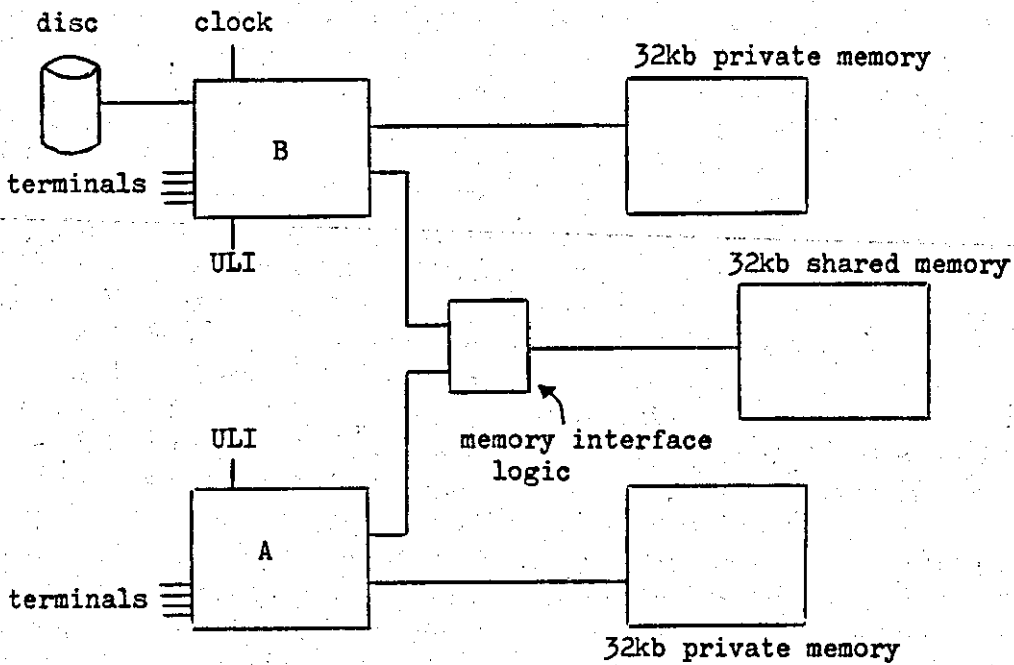 disc
clock
32kb private memory
B
terminals
ULI
32kb shared memory
ULI
memory interface
logic
A
terminals
32kb private memory